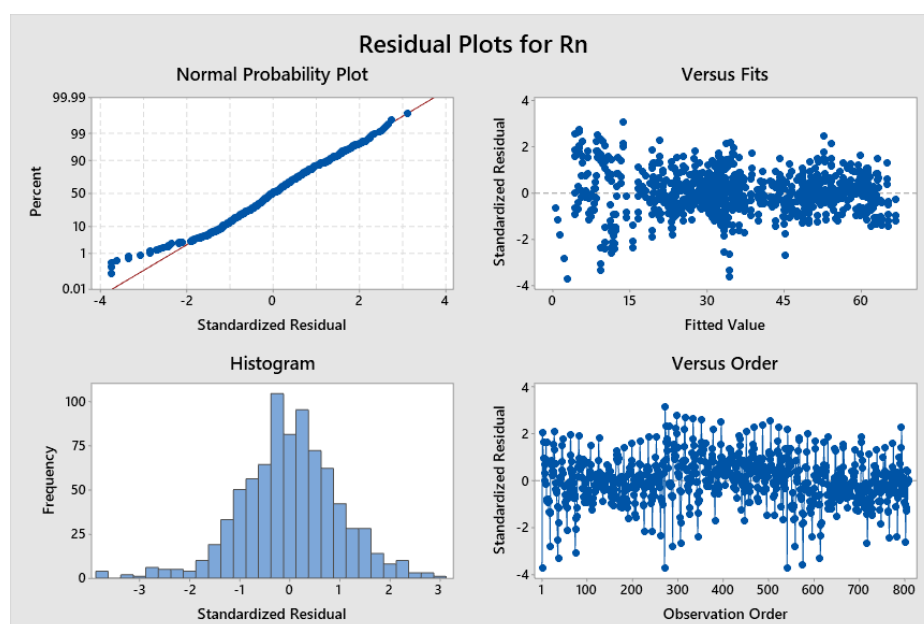 Residual Plots for Rn
Normal Probability Plot
99.99
99
90
50
10
1
0.01
Percent
-4 -2 0 2 4
Standardized Residual
Versus Fits
4
2
0
-2
-4
Standardized Residual
0 15 30 45 60
Fitted Value
Histogram
100
75
50
25
0
Frequency
-3 -2 -1 0 1 2 3
Standardized Residual
Versus Order
4
2
0
-2
-4
Standardized Residual
1 100 200 300 400 500 600 700 800
Observation Order